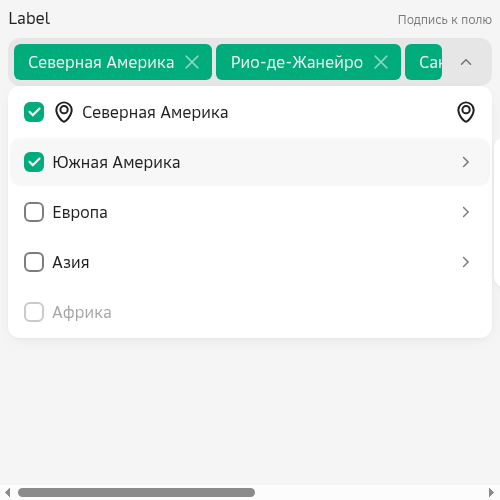 Label
Подпись к полю
Северная Америка
Рио-де-Жанейро
Северная Америка
Южная Америка
Европа
Азия
Африка